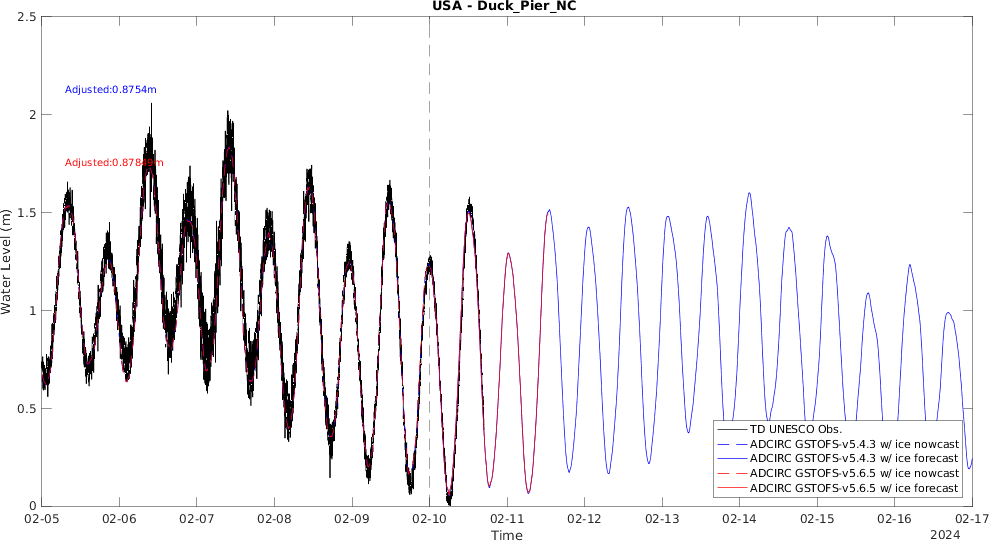 USA - Duck_Pier_NC
2.5
2
1.5
1
0.5
0
Water Level (m)
Adjusted:0.8754m
02-05
02-06
02-07
02-08
02-09
02-10
02-11
02-12
02-13
02-14
02-15
02-16
02-17
Time
2024
TD UNESCO Obs.
ADCIRC GSTOFS-v5.4.3 w/ ice nowcast
ADCIRC GSTOFS-v5.4.3 w/ ice forecast
ADCIRC GSTOFS-v5.6.5 w/ ice nowcast
ADCIRC GSTOFS-v5.6.5 w/ ice forecast